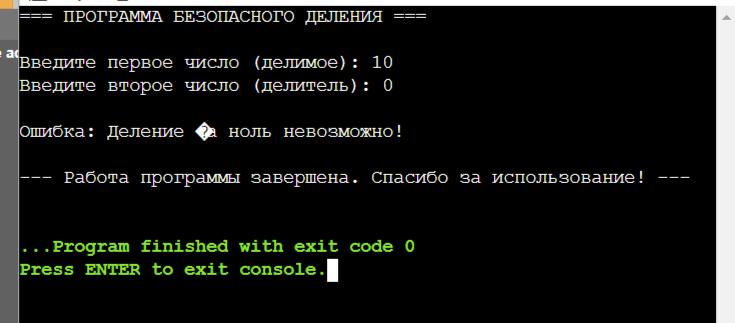 === ПРОГРАММА БЕЗОПАСНОГО ДЕЛЕНИЯ ===
Введите первое число (делимое): 10
Введите второе число (делитель): 0
Ошибка: Деление �а ноль невозможно!
--- Работа программы завершена. Спасибо за использование! ---
...Program finished with exit code 0
Press ENTER to exit console.